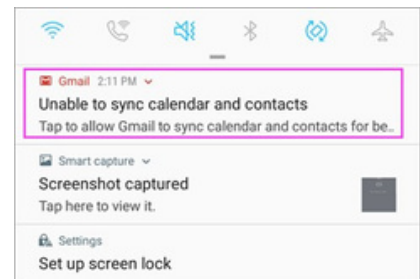 Gmail 2:11 PM
Unable to sync calendar and contacts
Tap to allow Gmail to sync calendar and contacts for be..
Smart capture
Screenshot captured
Tap here to view it.
Settings
Set up screen lock